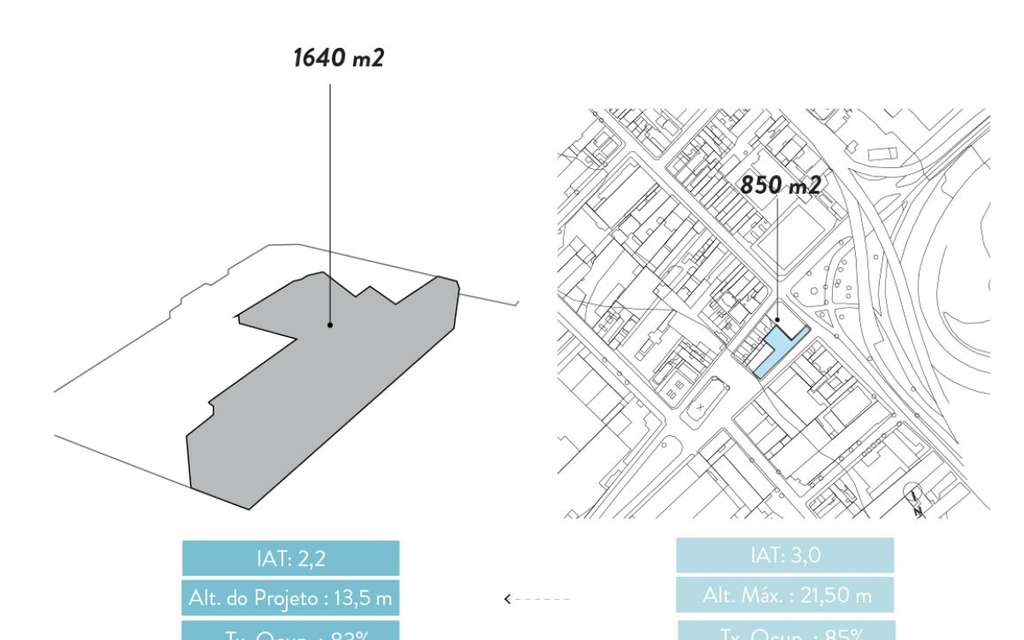 1640 m2
850 m2
N
IAT: 2,2
IAT: 3,0
Alt. do Projeto : 13,5 m
Alt. Máx. : 21,50 m
Tx. Ocup. : 83%
Tx. Ocup. : 85%